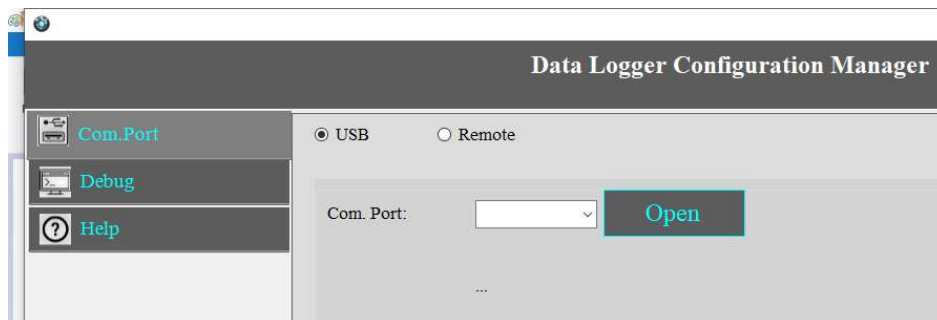 Data Logger Configuration Manager
Com.Port
USB
Remote
Debug
Com. Port:
Open
Help
...